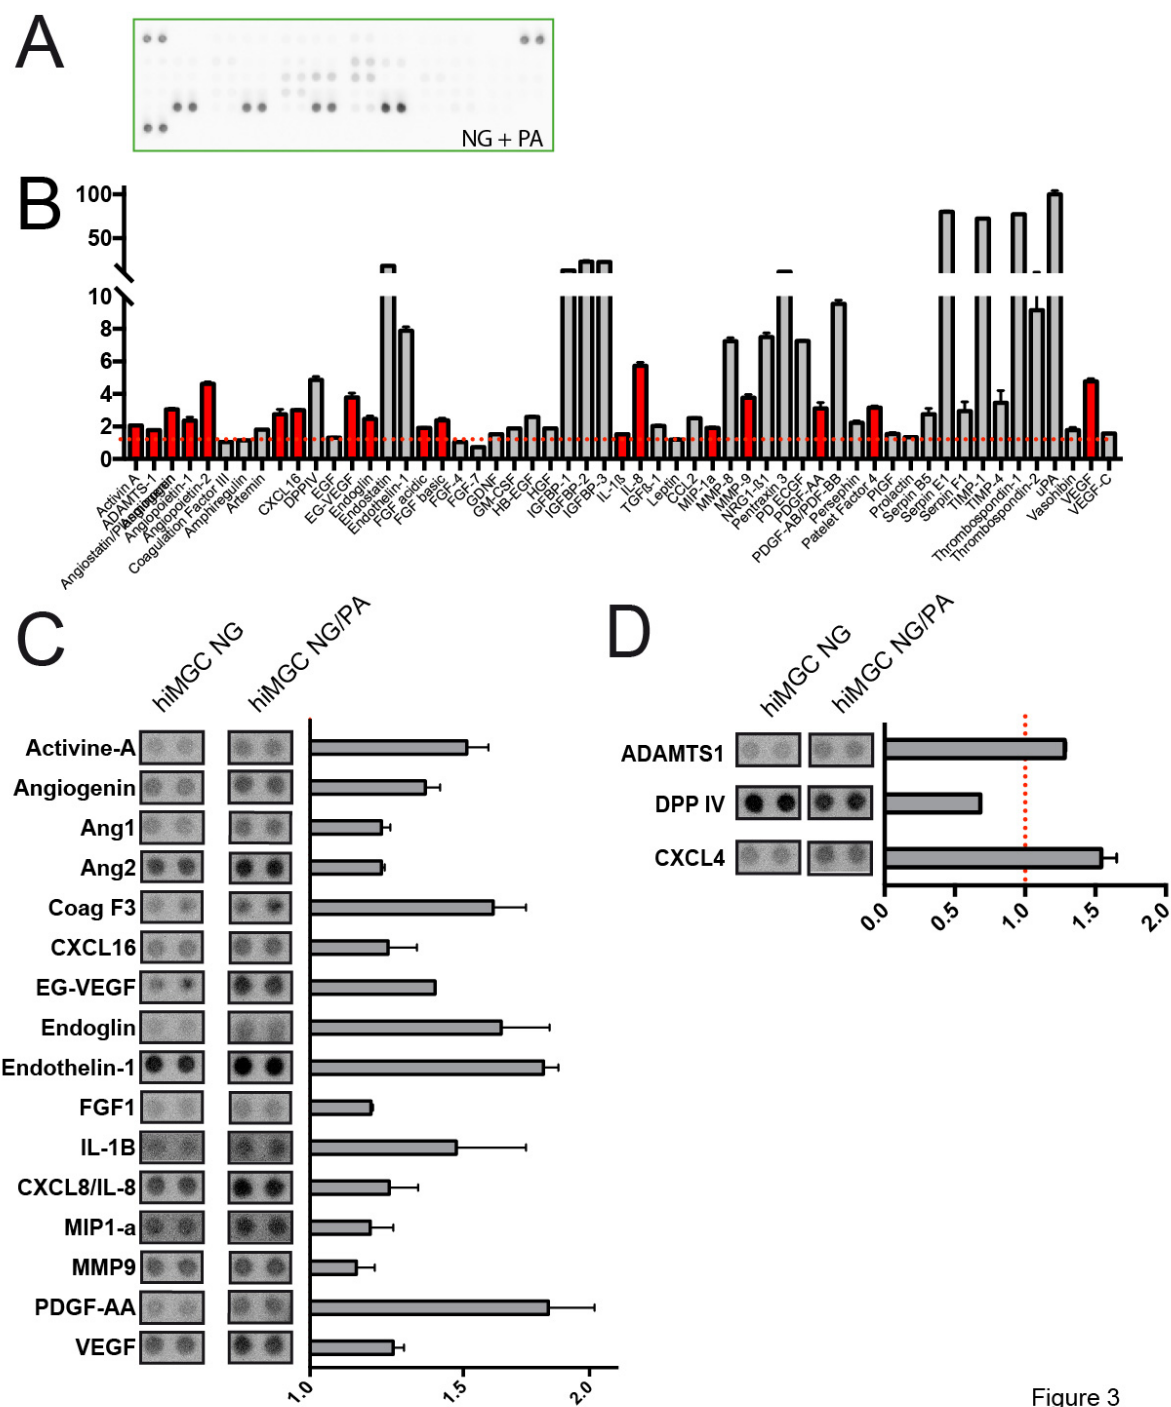 A
NG + PA
B
100
50
10
8
6
4
2
0
Activin A
ADAMTS-1
Angiogenin
Angiostatin/Plasminogen
Angiopoietin-1
Angiopoietin-2
Coagulation Factor III
Amphiregulin
Artemin
CXCL16
DPPIV
EGF
EG-VEGF
Endoglin
Endostatin
Endothelin-1
FGF acidic
FGF basic
FGF-4
FGF-7
GDNF
GM-CSF
HB-EGF
HGF
IGFBP-1
IGFBP-2
IGFBP-3
IL-1ß
IL-8
TGFß-1
Leptin
CCL2
MIP-1a
MMP-8
MMP-9
NRG1-ß1
Pentraxin 3
PD-ECGF
PDGF-AA
PDGF-AB/PDF-BB
Persephin
Patelet Factor 4
PlGF
Prolactin
Serpin B5
Serpin E1
Serpin F1
TIMP-1
TIMP-4
Thrombospondin-1
Thrombospondin-2
uPA
Vasohibin
VEGF
VEGF-C
C
hiMGC NG
hiMGC NG/PA
Activine-A
Angiogenin
Ang1
Ang2
Coag F3
CXCL16
EG-VEGF
Endoglin
Endothelin-1
FGF1
IL-1B
CXCL8/IL-8
MIP1-a
MMP9
PDGF-AA
VEGF
1.0
1.5
2.0
D
hiMGC NG
hiMGC NG/PA
ADAMTS1
DPP IV
CXCL4
0.0
0.5
1.0
1.5
2.0
Figure 3